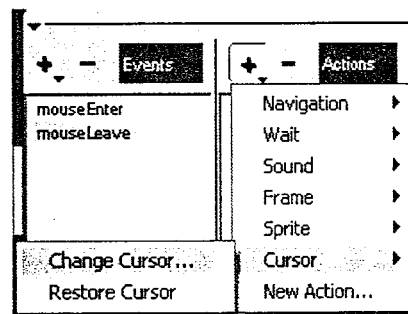 + - Events
+ - Actions
mouseEnter
mouseLeave
Navigation
Wait
Sound
Frame
Sprite
Cursor
New Action...
Change Cursor...
Restore Cursor